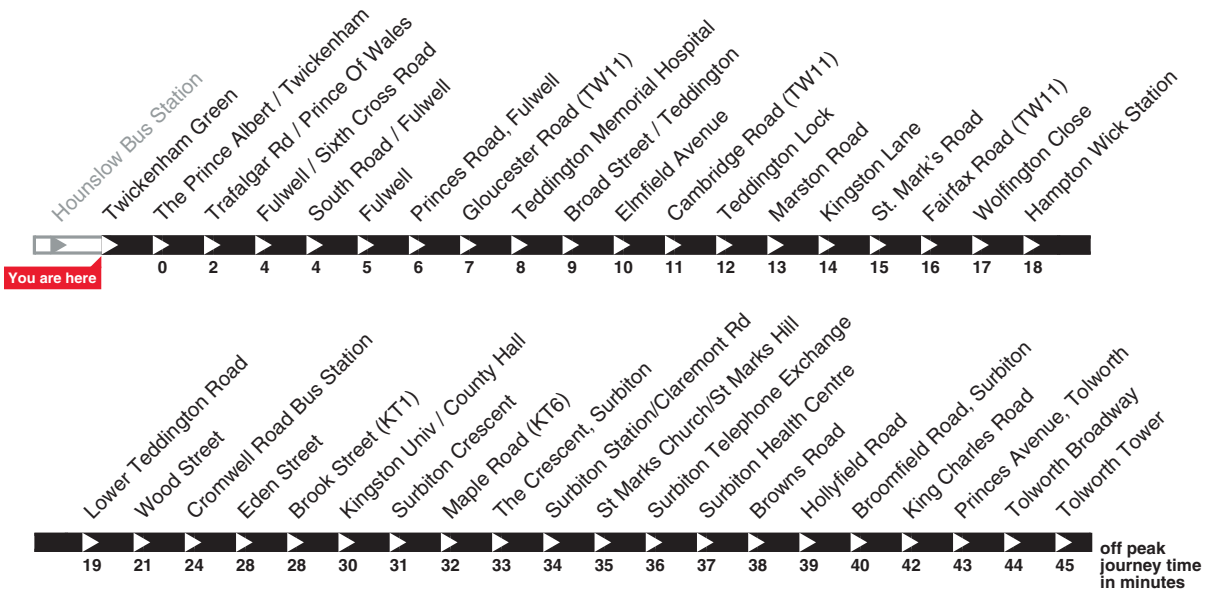 Hounslow Bus Station
Twickenham Green
The Prince Albert / Twickenham
Trafalgar Rd / Prince Of Wales
Fulwell / Sixth Cross Road
South Road / Fulwell
Fulwell
Princes Road, Fulwell
Gloucester Road (TW11)
Teddington Memorial Hospital
Broad Street / Teddington
Elmfield Avenue
Cambridge Road (TW11)
Teddington Lock
Marston Road
Kingston Lane
St. Mark's Road
Fairfax Road (TW11)
Wolfington Close
Hampton Wick Station
You are here
0 2 4 4 5 6 7 8 9 10 11 12 13 14 15 16 17 18
Lower Teddington Road
Wood Street
Cromwell Road Bus Station
Eden Street
Brook Street (KT1)
Kingston Univ / County Hall
Surbiton Crescent
Maple Road (KT6)
The Crescent, Surbiton
Surbiton Station/Claremont Rd
St Marks Church/St Marks Hill
Surbiton Telephone Exchange
Surbiton Health Centre
Browns Road
Hollyfield Road
Broomfield Road, Surbiton
King Charles Road
Princes Avenue, Tolworth
Tolworth Broadway
Tolworth Tower
19 21 24 28 28 30 31 32 33 34 35 36 37 38 39 40 42 43 44 45
off peak
journey time
in minutes